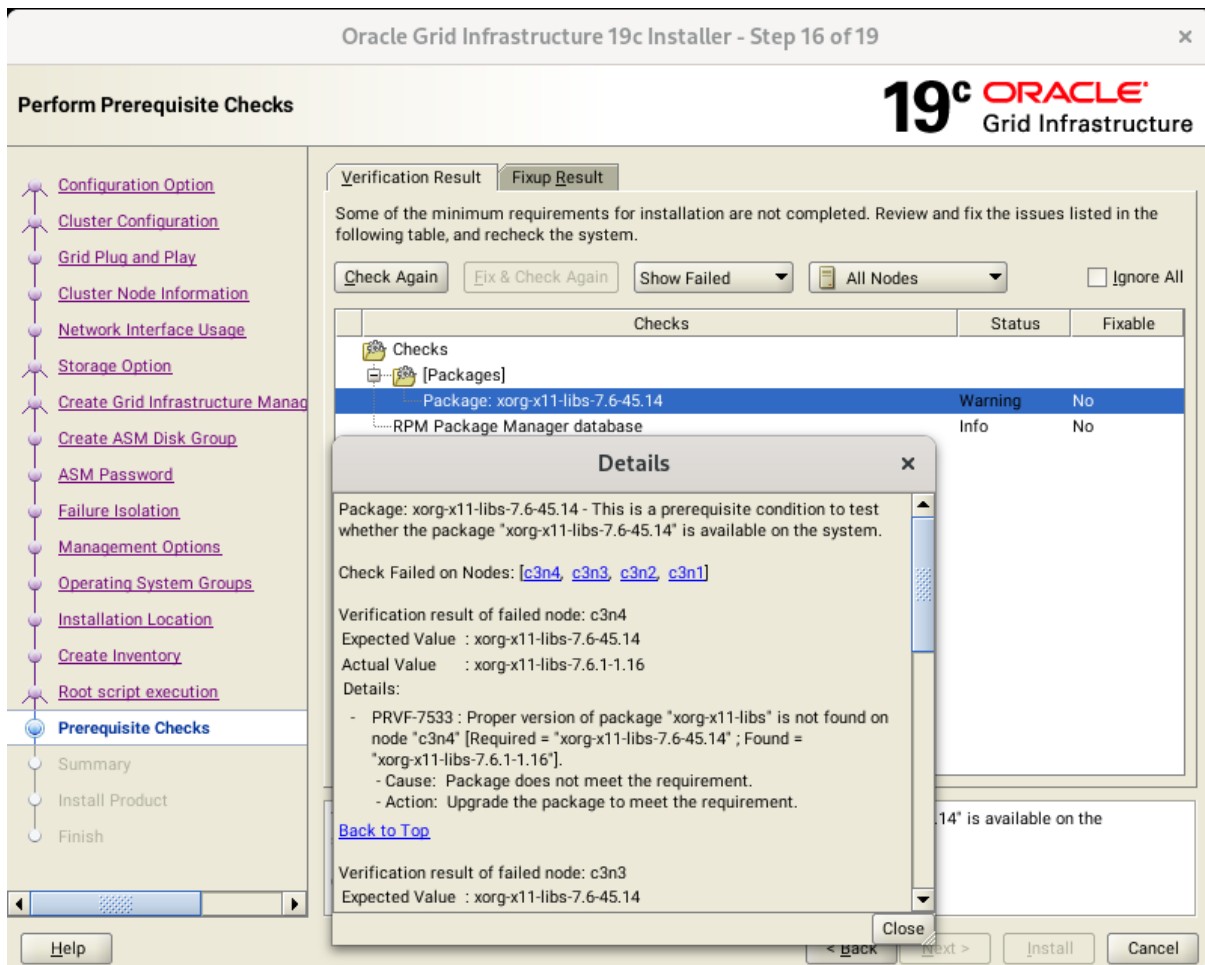 Oracle Grid Infrastructure 19c Installer - Step 16 of 19
Perform Prerequisite Checks
19c ORACLE
Grid Infrastructure
Configuration Option
Cluster Configuration
Grid Plug and Play
Cluster Node Information
Network Interface Usage
Storage Option
Create Grid Infrastructure Manag
Create ASM Disk Group
ASM Password
Failure Isolation
Management Options
Operating System Groups
Installation Location
Create Inventory
Root script execution
Prerequisite Checks
Summary
Install Product
Finish
Verification Result
Fixup Result
Some of the minimum requirements for installation are not completed. Review and fix the issues listed in the
following table, and recheck the system.
Check Again
Fix & Check Again
Show Failed
All Nodes
Ignore All
Checks Status Fixable
Checks
[Packages]
Package: xorg-x11-libs-7.6-45.14 Warning No
RPM Package Manager database Info No
Details
Package: xorg-x11-libs-7.6-45.14 - This is a prerequisite condition to test
whether the package "xorg-x11-libs-7.6-45.14" is available on the system.
Check Failed on Nodes: [c3n4, c3n3, c3n2, c3n1]
Verification result of failed node: c3n4
Expected Value : xorg-x11-libs-7.6-45.14
Actual Value : xorg-x11-libs-7.6.1-1.16
Details:
- PRVF-7533 : Proper version of package "xorg-x11-libs" is not found on
node "c3n4" [Required = "xorg-x11-libs-7.6-45.14" ; Found =
"xorg-x11-libs-7.6.1-1.16"].
- Cause: Package does not meet the requirement.
- Action: Upgrade the package to meet the requirement.
Back to Top
Verification result of failed node: c3n3
Expected Value : xorg-x11-libs-7.6-45.14
Close
.14" is available on the
Help
< Back
Next >
Install
Cancel